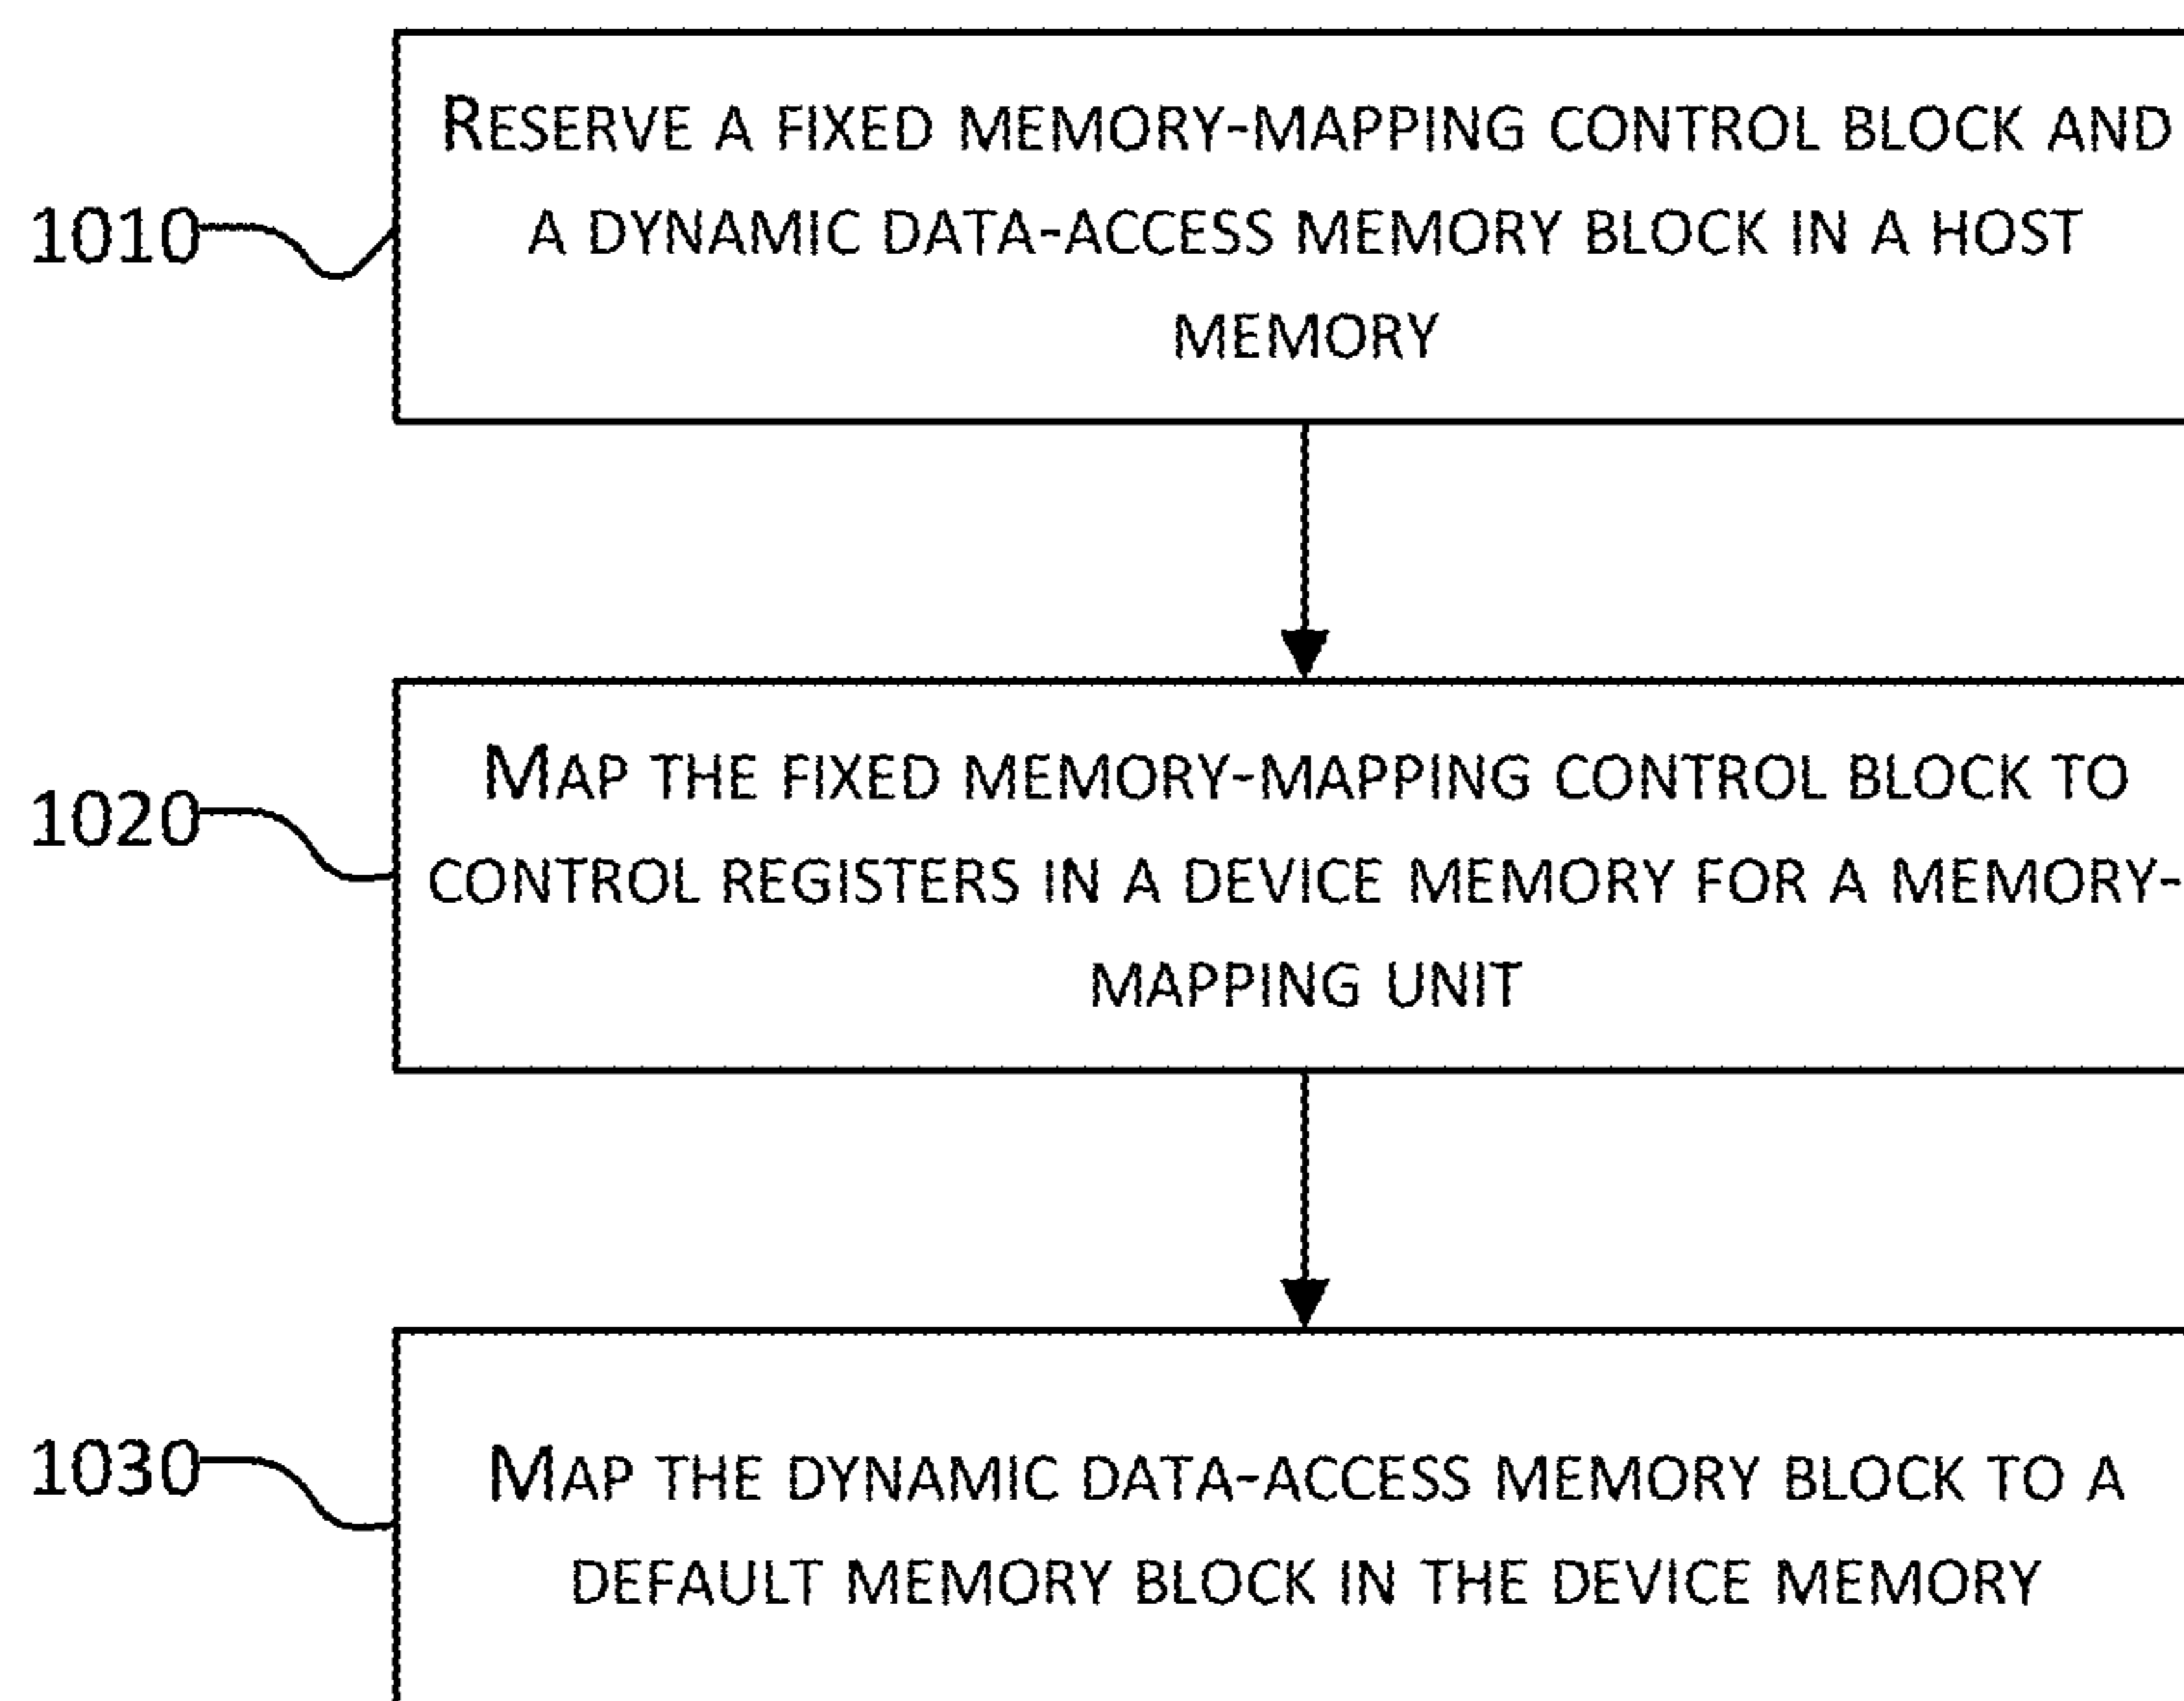 RESERVE A FIXED MEMORY-MAPPING CONTROL BLOCK AND
A DYNAMIC DATA-ACCESS MEMORY BLOCK IN A HOST
MEMORY
1010
MAP THE FIXED MEMORY-MAPPING CONTROL BLOCK TO
CONTROL REGISTERS IN A DEVICE MEMORY FOR A MEMORY-
MAPPING UNIT
1020
MAP THE DYNAMIC DATA-ACCESS MEMORY BLOCK TO A
DEFAULT MEMORY BLOCK IN THE DEVICE MEMORY
1030